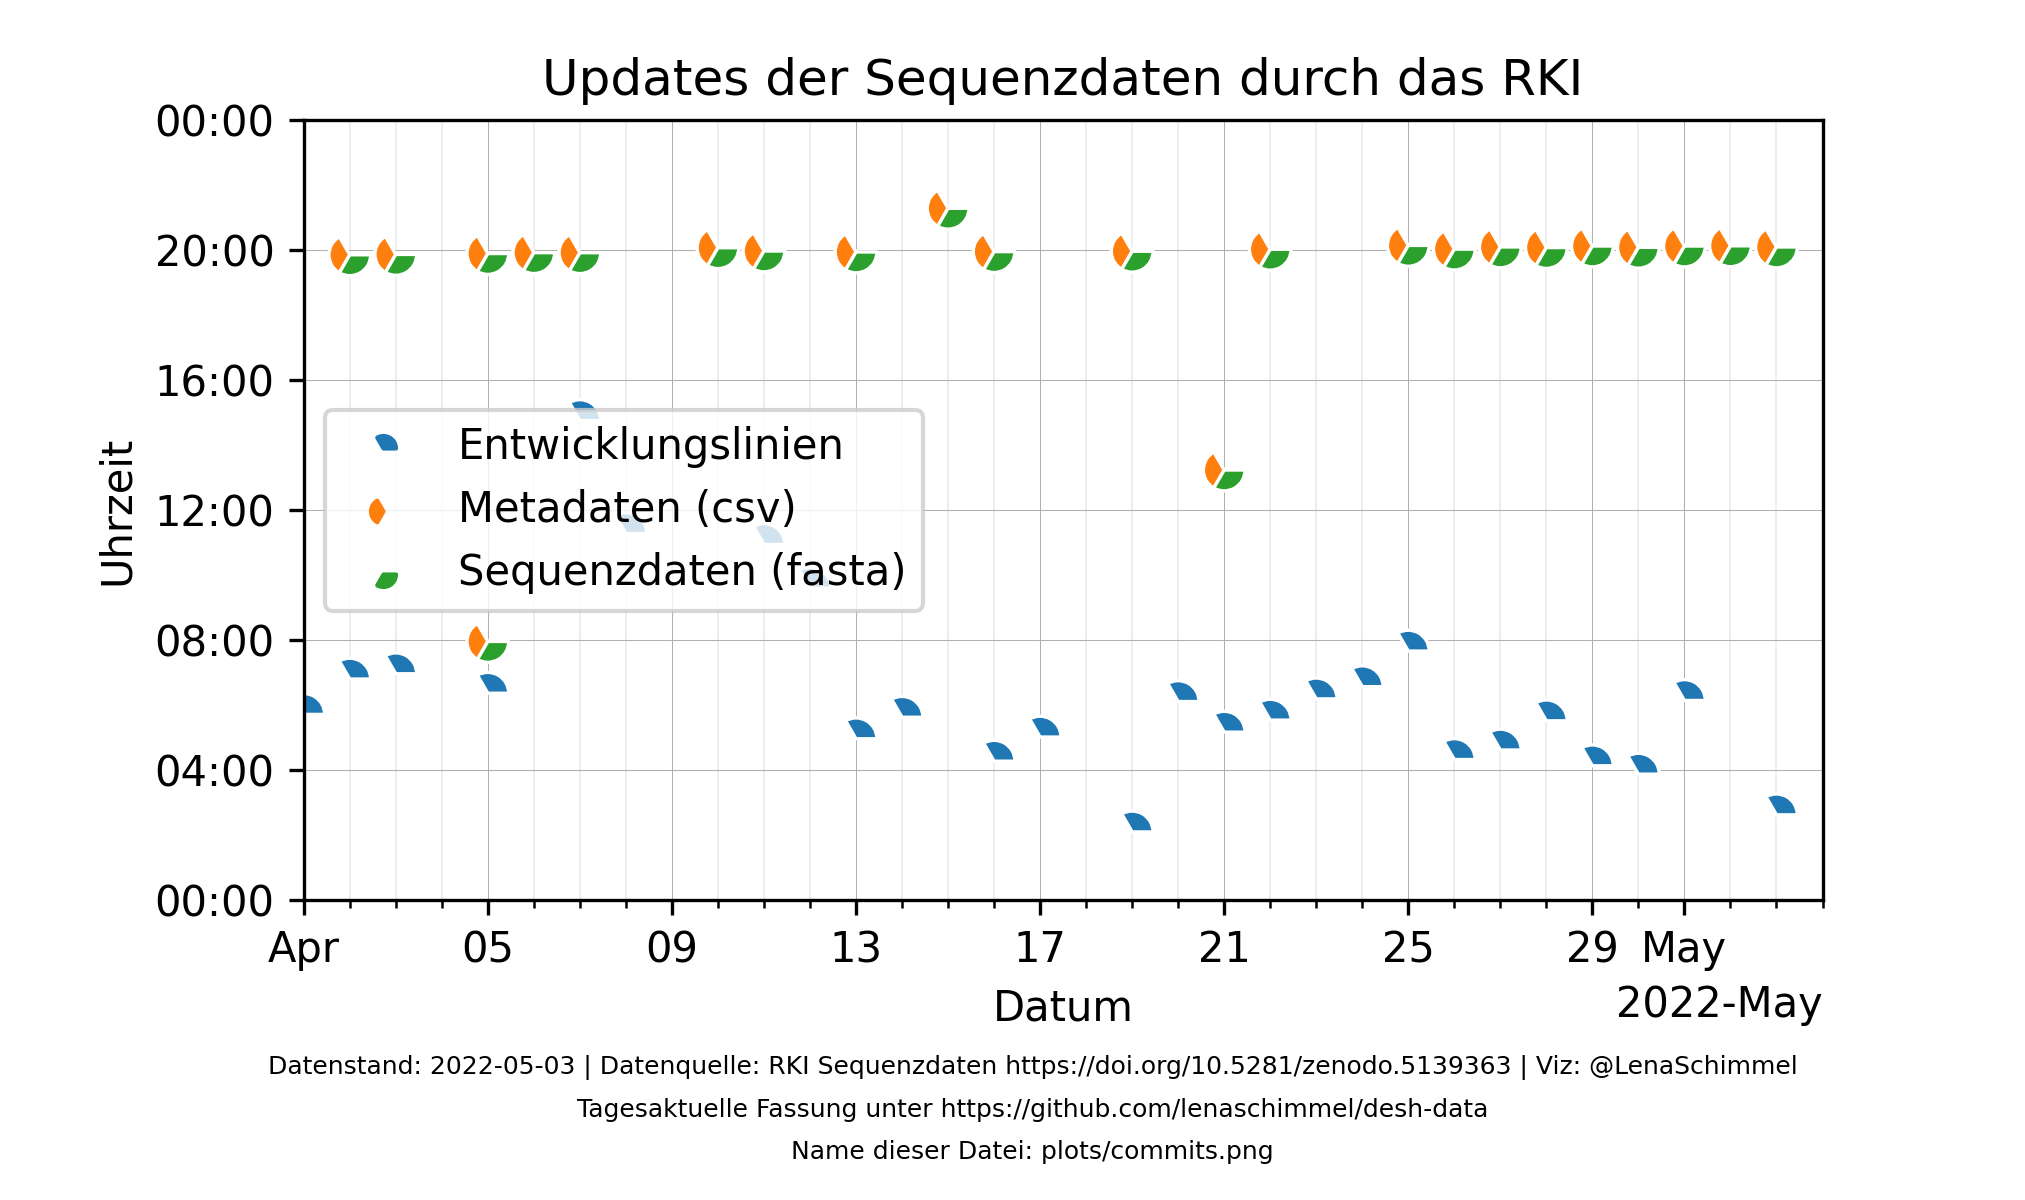 Updates der Sequenzdaten durch das RKI
00:00
20:00
16:00
12:00
08:00
04:00
00:00
Uhrzeit
Entwicklungslinien
Metadaten (csv)
Sequenzdaten (fasta)
Apr 05 09 13 17 21 25 29 May
Datum
2022-May
Datenstand: 2022-05-03 | Datenquelle: RKI Sequenzdaten https://doi.org/10.5281/zenodo.5139363 | Viz: @LenaSchimmel
Tagesaktuelle Fassung unter https://github.com/lenaschimmel/desh-data
Name dieser Datei: plots/commits.png